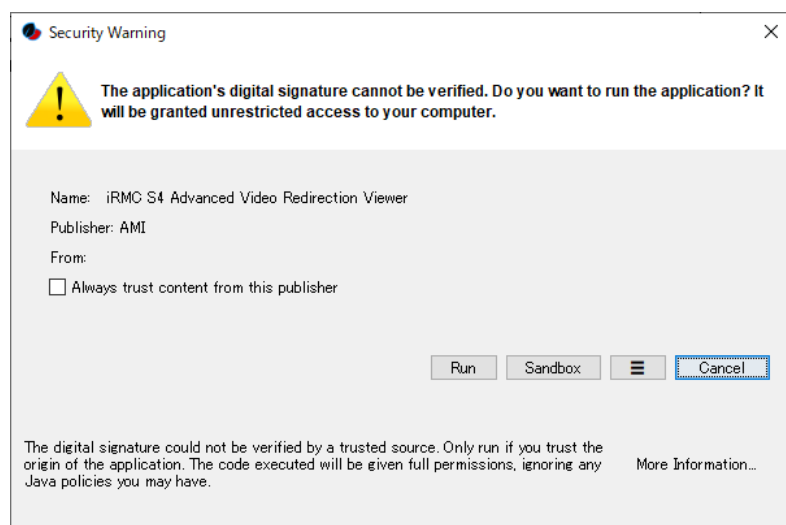 Security Warning
The application's digital signature cannot be verified. Do you want to run the application? It
will be granted unrestricted access to your computer.
Name: iRMC S4 Advanced Video Redirection Viewer
Publisher: AMI
From:
Always trust content from this publisher
Run Sandbox Cancel
The digital signature could not be verified by a trusted source. Only run if you trust the
origin of the application. The code executed will be given full permissions, ignoring any
Java policies you may have.
More Information...